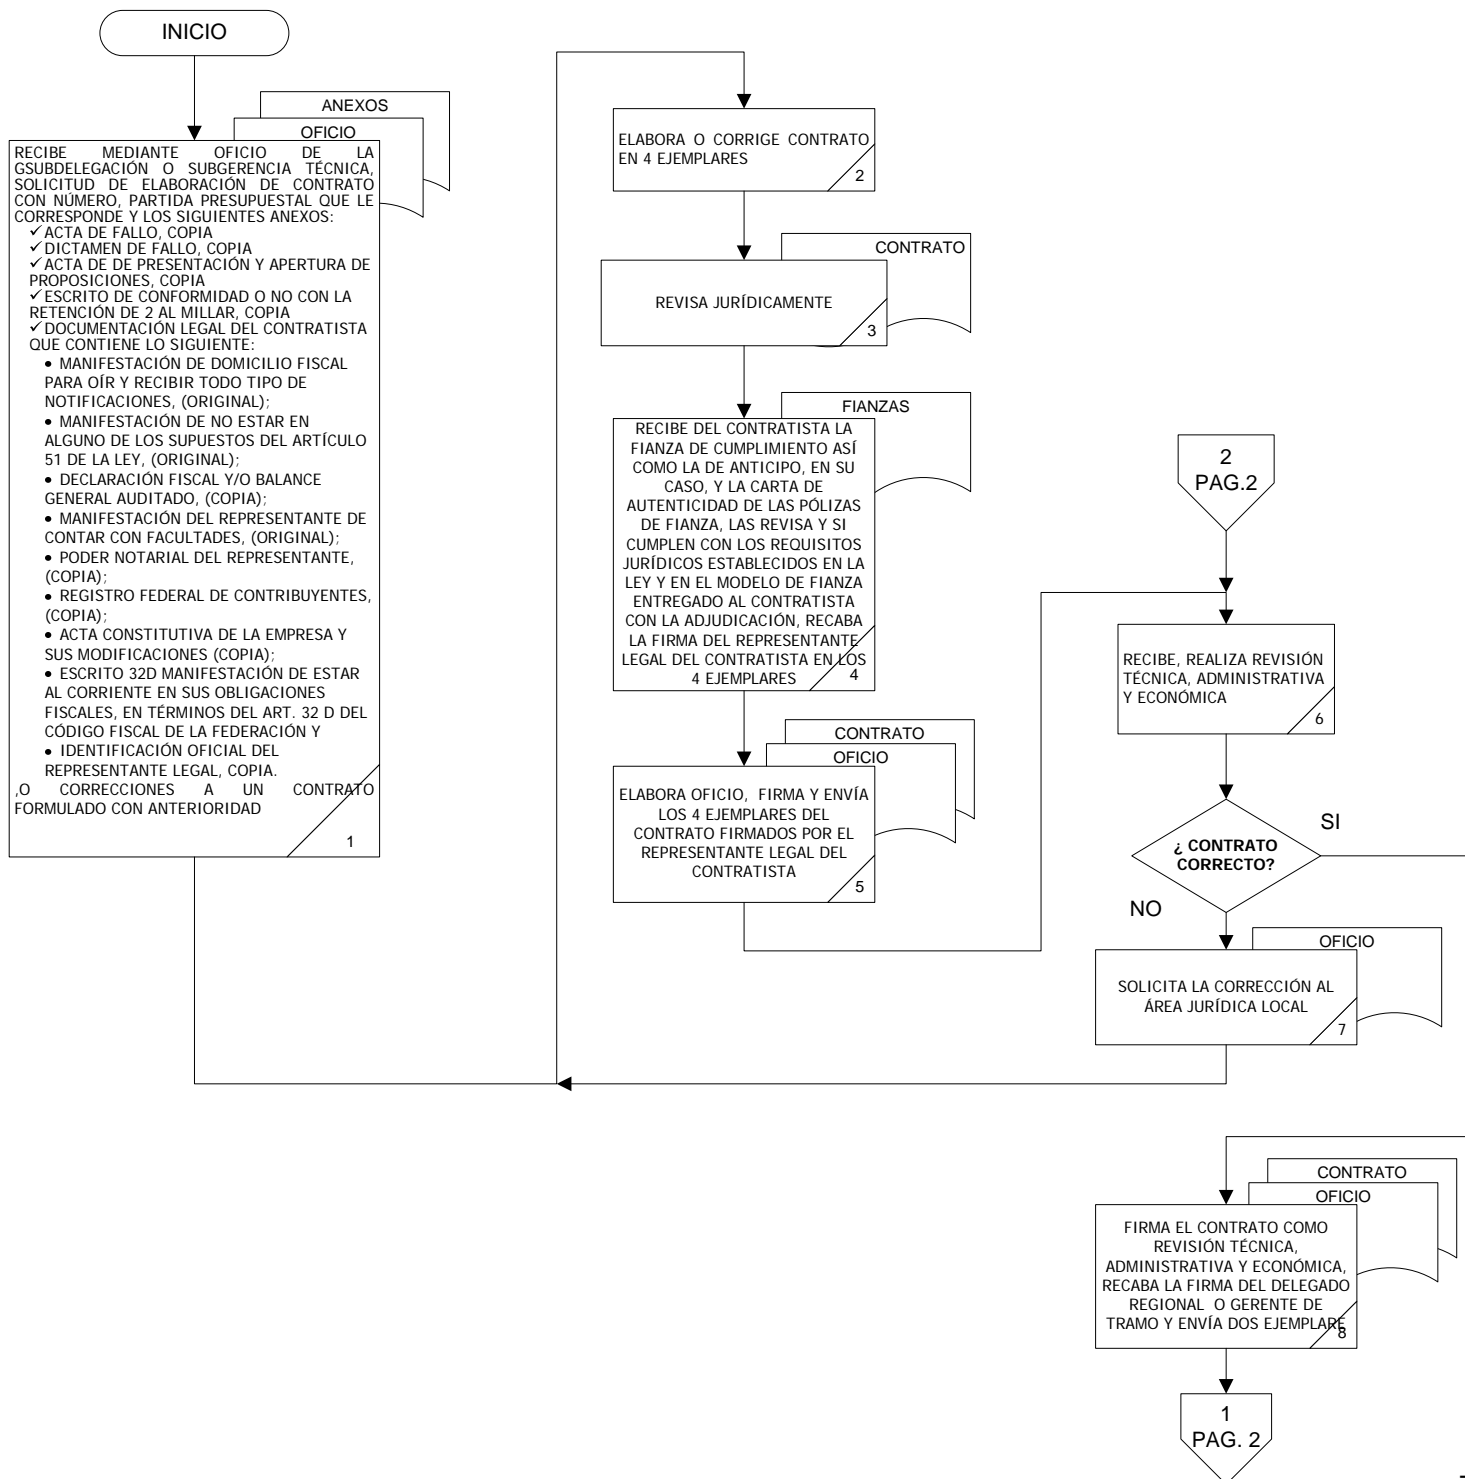 INICIO
ANEXOS
OFICIO
RECIBE MEDIANTE OFICIO DE LA
GSUBDELEGACIÓN O SUBGERENCIA TÉCNICA,
SOLICITUD DE ELABORACIÓN DE CONTRATO
CON NÚMERO, PARTIDA PRESUPUESTAL QUE LE
CORRESPONDE Y LOS SIGUIENTES ANEXOS:
✓ ACTA DE FALLO, COPIA
✓ DICTAMEN DE FALLO, COPIA
✓ ACTA DE DE PRESENTACIÓN Y APERTURA DE
PROPOSICIONES, COPIA
✓ ESCRITO DE CONFORMIDAD O NO CON LA
RETENCIÓN DE 2 AL MILLAR, COPIA
✓ DOCUMENTACIÓN LEGAL DEL CONTRATISTA
QUE CONTIENE LO SIGUIENTE:
• MANIFESTACIÓN DE DOMICILIO FISCAL
PARA OÍR Y RECIBIR TODO TIPO DE
NOTIFICACIONES, (ORIGINAL);
• MANIFESTACIÓN DE NO ESTAR EN
ALGUNO DE LOS SUPUESTOS DEL ARTÍCULO
51 DE LA LEY, (ORIGINAL);
• DECLARACIÓN FISCAL Y/O BALANCE
GENERAL AUDITADO, (COPIA);
• MANIFESTACIÓN DEL REPRESENTANTE DE
CONTAR CON FACULTADES, (ORIGINAL);
• PODER NOTARIAL DEL REPRESENTANTE,
(COPIA);
• REGISTRO FEDERAL DE CONTRIBUYENTES,
(COPIA);
• ACTA CONSTITUTIVA DE LA EMPRESA Y
SUS MODIFICACIONES (COPIA);
• ESCRITO 32D MANIFESTACIÓN DE ESTAR
AL CORRIENTE EN SUS OBLIGACIONES
FISCALES, EN TÉRMINOS DEL ART. 32 D DEL
CÓDIGO FISCAL DE LA FEDERACIÓN Y
• IDENTIFICACIÓN OFICIAL DEL
REPRESENTANTE LEGAL, COPIA.
,O CORRECCIONES A UN CONTRATO
FORMULADO CON ANTERIORIDAD
1
ELABORA O CORRIGE CONTRATO
EN 4 EJEMPLARES
2
CONTRATO
REVISA JURÍDICAMENTE
3
FIANZAS
RECIBE DEL CONTRATISTA LA
FIANZA DE CUMPLIMIENTO ASÍ
COMO LA DE ANTICIPO, EN SU
CASO, Y LA CARTA DE
AUTENTICIDAD DE LAS PÓLIZAS
DE FIANZA, LAS REVISA Y SI
CUMPLEN CON LOS REQUISITOS
JURÍDICOS ESTABLECIDOS EN LA
LEY Y EN EL MODELO DE FIANZA
ENTREGADO AL CONTRATISTA
CON LA ADJUDICACIÓN, RECABA
LA FIRMA DEL REPRESENTANTE
LEGAL DEL CONTRATISTA EN LOS
4 EJEMPLARES
4
CONTRATO
OFICIO
ELABORA OFICIO, FIRMA Y ENVÍA
LOS 4 EJEMPLARES DEL
CONTRATO FIRMADOS POR EL
REPRESENTANTE LEGAL DEL
CONTRATISTA
5
2
PAG.2
RECIBE, REALIZA REVISIÓN
TÉCNICA, ADMINISTRATIVA
Y ECONÓMICA
6
¿ CONTRATO
CORRECTO?
SI
NO
OFICIO
SOLICITA LA CORRECCIÓN AL
ÁREA JURÍDICA LOCAL
7
CONTRATO
OFICIO
FIRMA EL CONTRATO COMO
REVISIÓN TÉCNICA,
ADMINISTRATIVA Y ECONÓMICA,
RECABA LA FIRMA DEL DELEGADO
REGIONAL O GERENTE DE
TRAMO Y ENVÍA DOS EJEMPLARE
8
1
PAG. 2